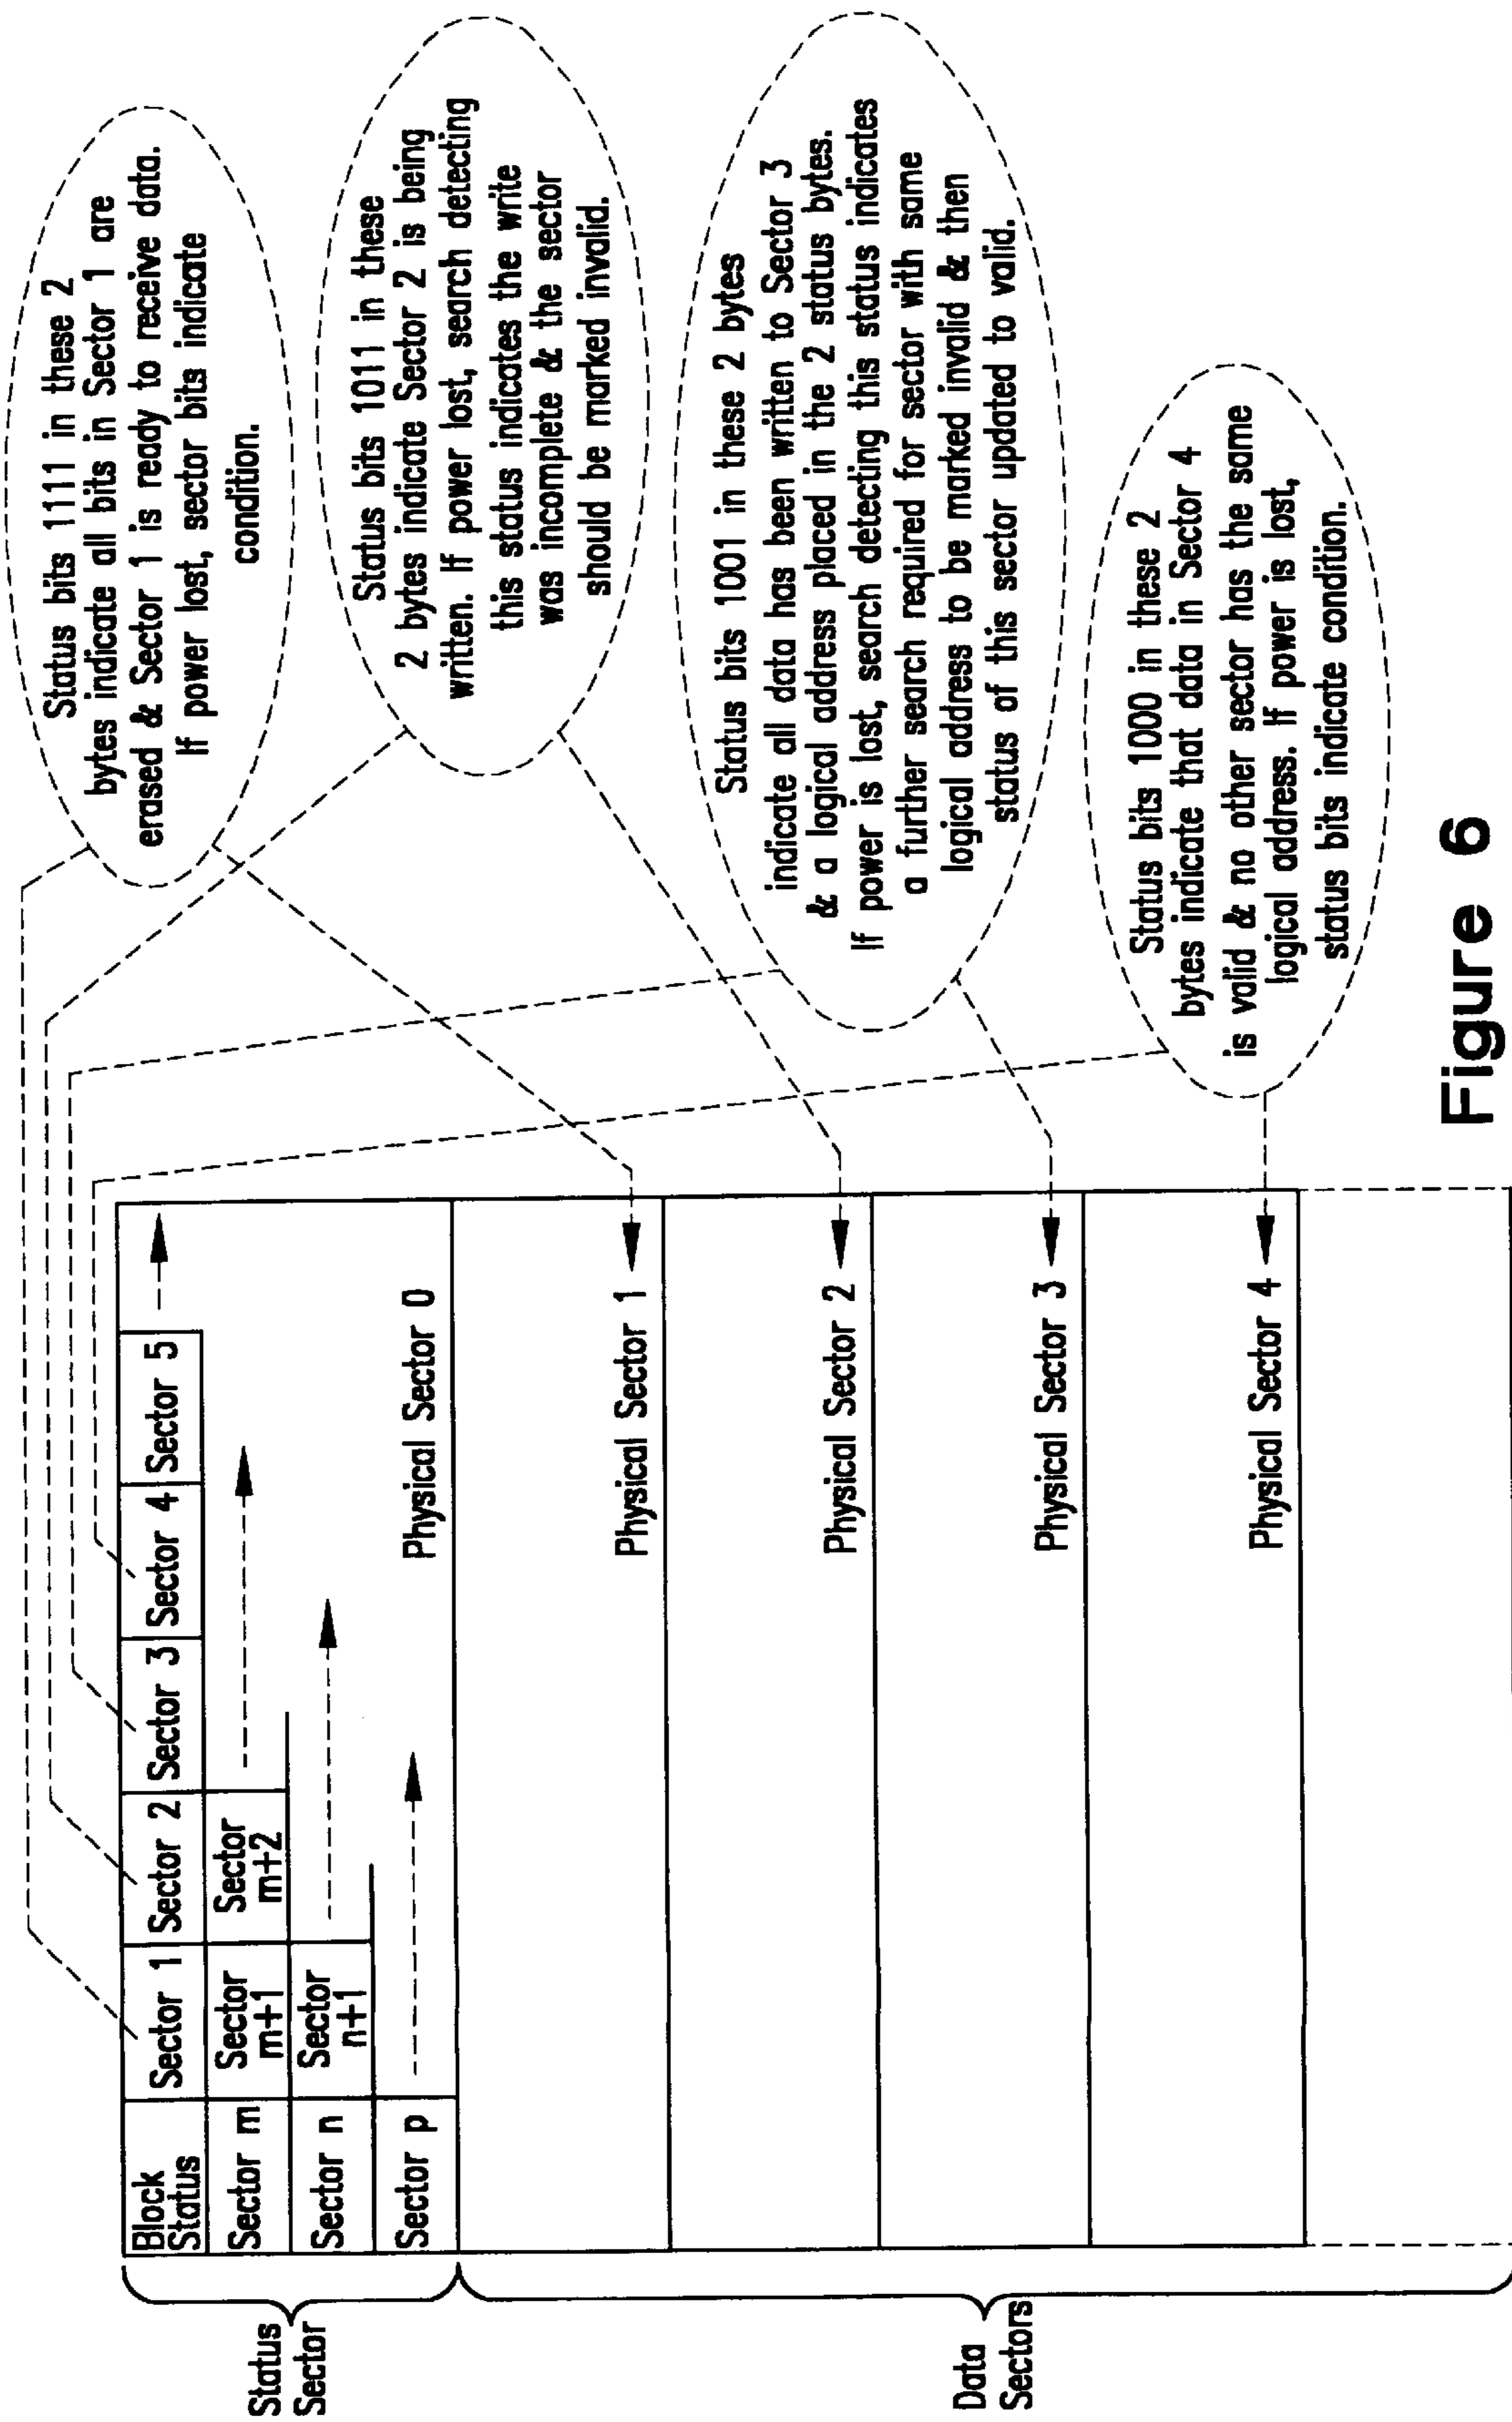 Status
Sector
Data
Sectors
Block
Status
Sector 1
Sector 2
Sector 3
Sector 4
Sector 5
Sector m
Sector
m+1
Sector
m+2
Sector n
Sector
n+1
Sector p
Physical Sector 0
Physical Sector 1
Physical Sector 2
Physical Sector 3
Physical Sector 4
Status bits 1111 in these 2
bytes indicate all bits in Sector 1 are
erased & Sector 1 is ready to receive data.
If power lost, sector bits indicate
condition.
Status bits 1011 in these
2 bytes indicate Sector 2 is being
written. If power lost, search detecting
this status indicates the write
was incomplete & the sector
should be marked invalid.
Status bits 1001 in these 2 bytes
indicate all data has been written to Sector 3
& a logical address placed in the 2 status bytes.
If power is lost, search detecting this status indicates
a further search required for sector with same
logical address to be marked invalid & then
status of this sector updated to valid.
Status bits 1000 in these 2
bytes indicate that data in Sector 4
is valid & no other sector has the same
logical address. If power is lost,
status bits indicate condition.
Figure 6